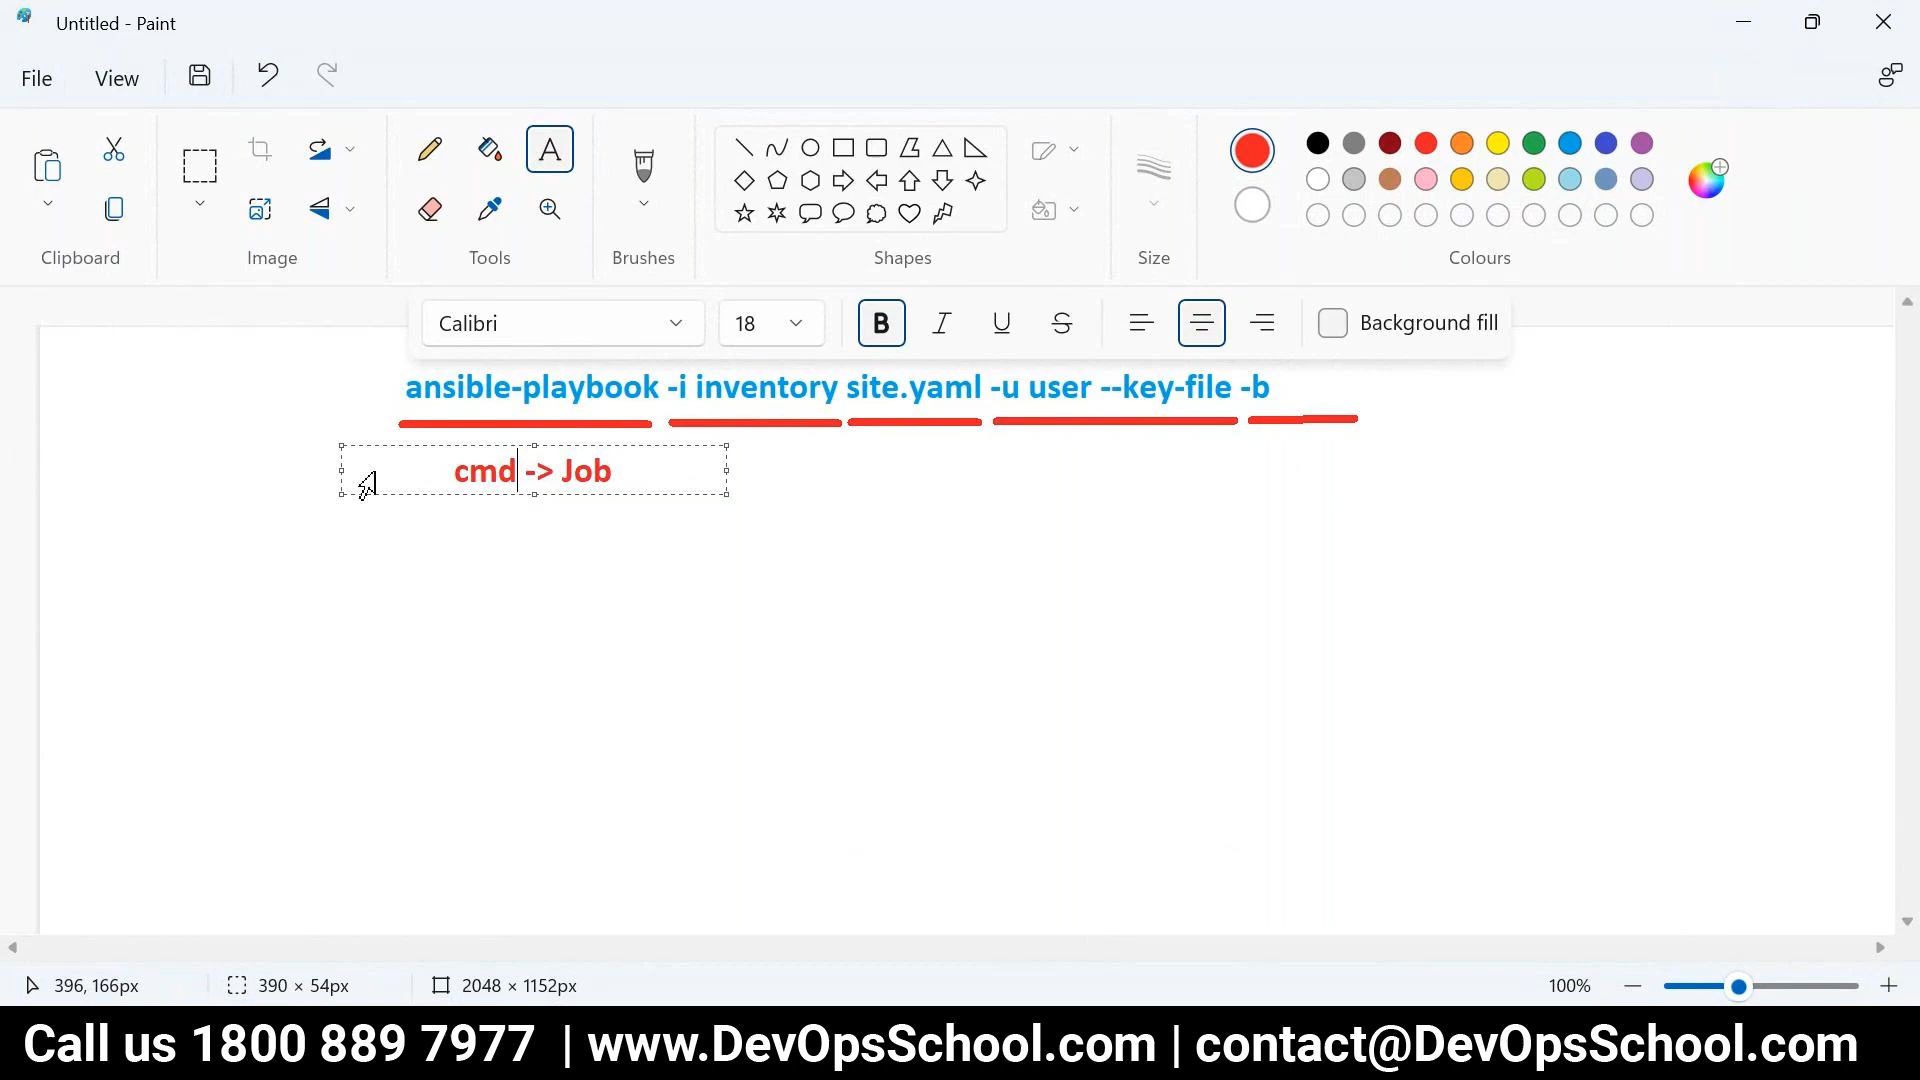 Untitled - Paint
File View
Clipboard
Image
Tools
Brushes
Shapes
Size
Colours
Calibri 18 B I U S Background fill
ansible-playbook -i inventory site.yaml -u user --key-file -b
cmd -> Job
396, 166px 390 × 54px 2048 × 1152px 100%
Call us 1800 889 7977 | www.DevOpsSchool.com | contact@DevOpsSchool.com